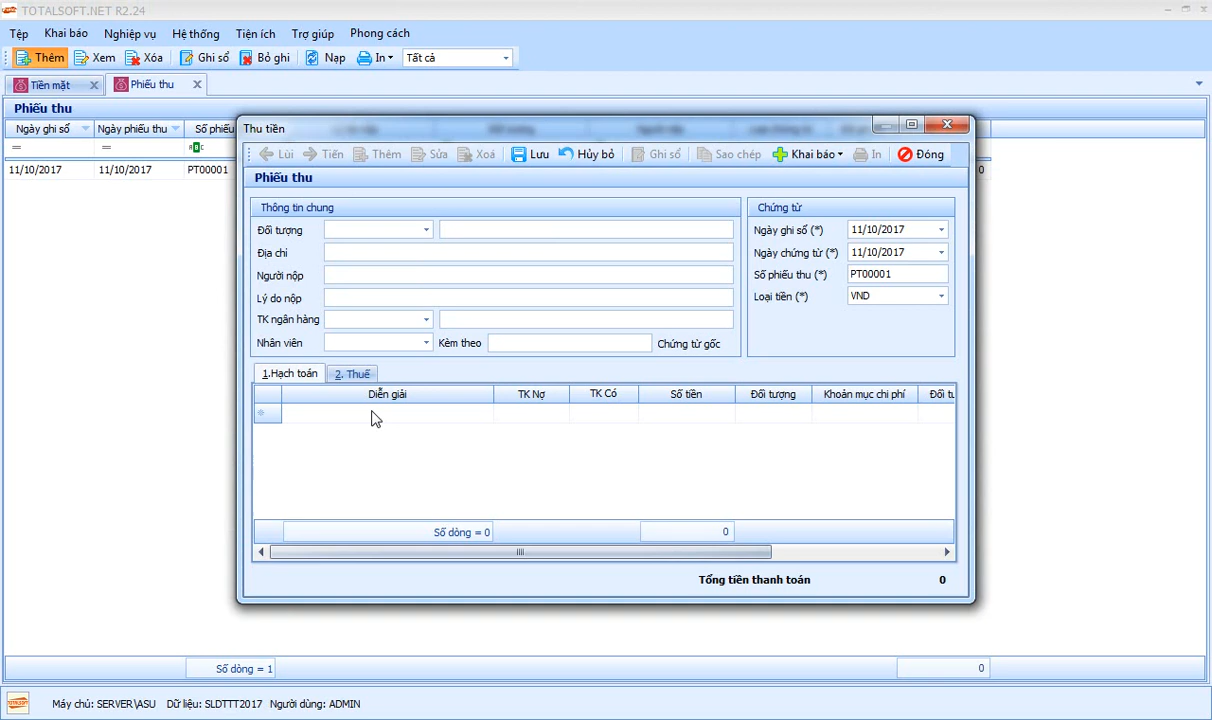 TOTALSOFT.NET R2.24
Tệp Khai báo Nghiệp vụ Hệ thống Tiện ích Trợ giúp Phong cách
Thêm Xem Xóa Ghi sổ Bỏ ghi Nạp In Tất cả
Tiền mặt Phiếu thu
Phiếu thu
Ngày ghi sổ Ngày phiếu thu Số phiếu
= =
11/10/2017 11/10/2017 PT00001 0
Thu tiền
Lùi Tiến Thêm Sửa Xoá Lưu Hủy bỏ Ghi sổ Sao chép Khai báo In Đóng
Phiếu thu
Thông tin chung
Đối tượng
Địa chỉ
Người nộp
Lý do nộp
TK ngân hàng
Nhân viên Kèm theo Chứng từ gốc
Chứng từ
Ngày ghi sổ (*) 11/10/2017
Ngày chứng từ (*) 11/10/2017
Số phiếu thu (*) PT00001
Loại tiền (*) VND
1.Hạch toán 2. Thuế
Diễn giải TK Nợ TK Có Số tiền Đối tượng Khoản mục chi phí
Số dòng = 0 0
Tổng tiền thanh toán 0
Số dòng = 1 0
Máy chủ: SERVER\ASU Dữ liệu: SLDTTT2017 Người dùng: ADMIN